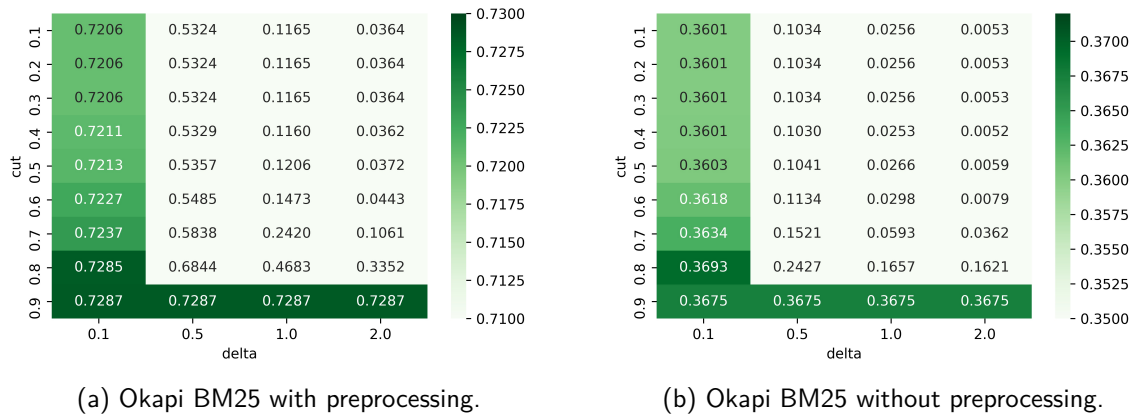 0.1 0.7206 0.5324 0.1165 0.0364
0.2 0.7206 0.5324 0.1165 0.0364
0.3 0.7206 0.5324 0.1165 0.0364
0.4 0.7211 0.5329 0.1160 0.0362
0.5 0.7213 0.5357 0.1206 0.0372
0.6 0.7227 0.5485 0.1473 0.0443
0.7 0.7237 0.5838 0.2420 0.1061
0.8 0.7285 0.6844 0.4683 0.3352
0.9 0.7287 0.7287 0.7287 0.7287
cut
0.1 0.5 1.0 2.0
delta
0.7300
0.7275
0.7250
0.7225
0.7200
0.7175
0.7150
0.7125
0.7100
(a) Okapi BM25 with preprocessing.
0.1 0.3601 0.1034 0.0256 0.0053
0.2 0.3601 0.1034 0.0256 0.0053
0.3 0.3601 0.1034 0.0256 0.0053
0.4 0.3601 0.1030 0.0253 0.0052
0.5 0.3603 0.1041 0.0266 0.0059
0.6 0.3618 0.1134 0.0298 0.0079
0.7 0.3634 0.1521 0.0593 0.0362
0.8 0.3693 0.2427 0.1657 0.1621
0.9 0.3675 0.3675 0.3675 0.3675
cut
0.1 0.5 1.0 2.0
delta
0.3700
0.3675
0.3650
0.3625
0.3600
0.3575
0.3550
0.3525
0.3500
(b) Okapi BM25 without preprocessing.